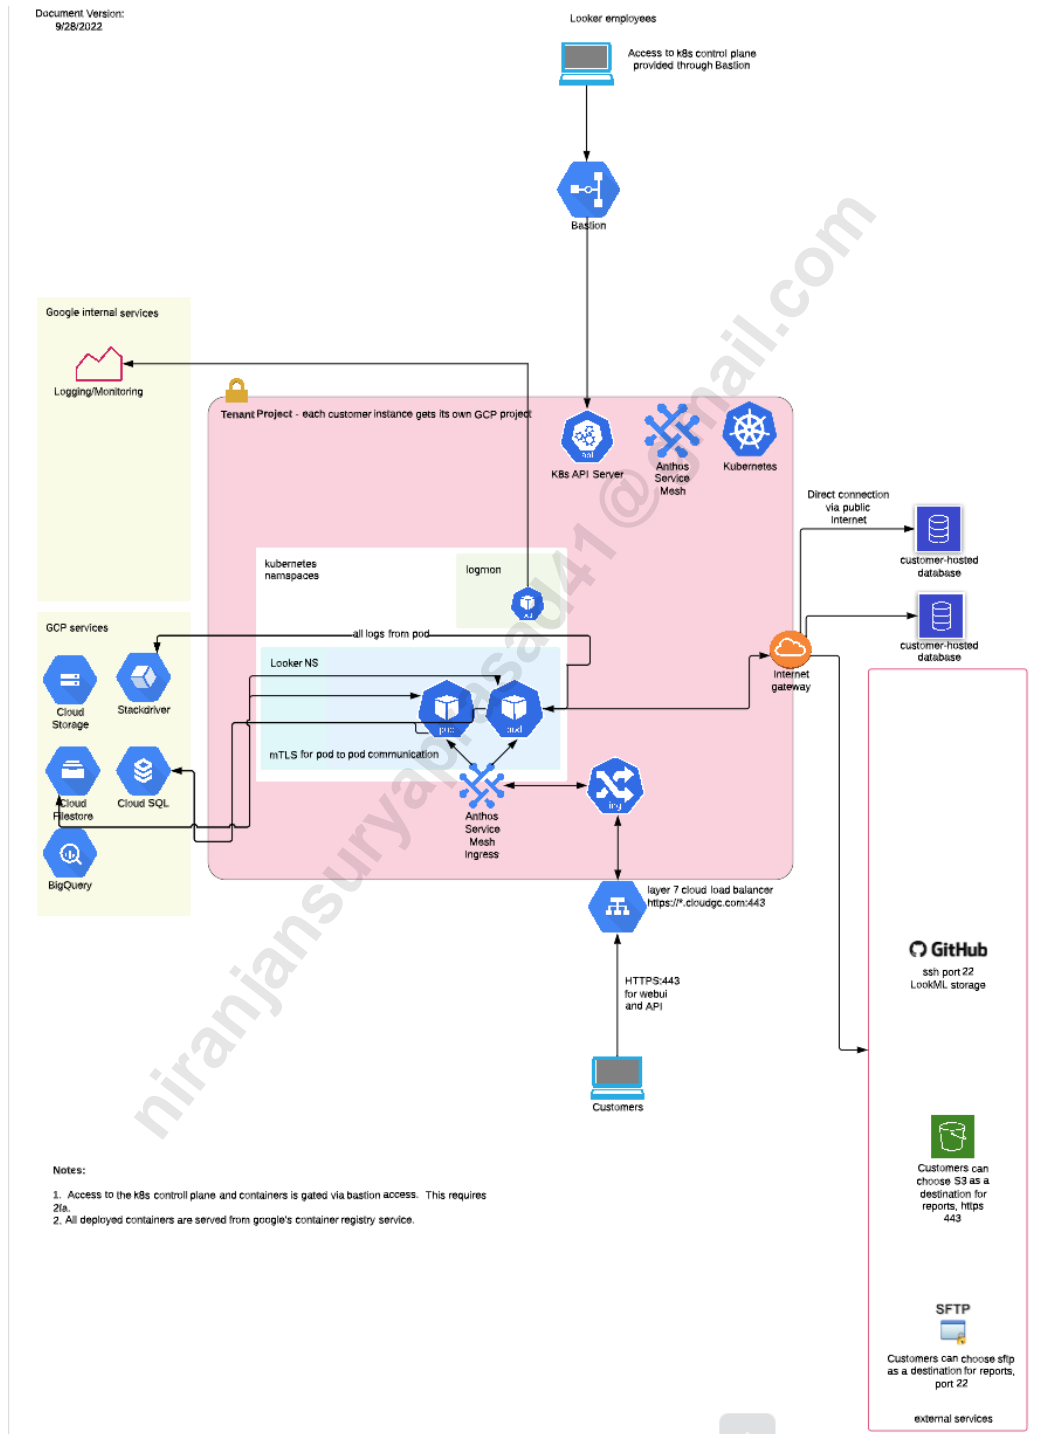 Document Version:
9/28/2022
Looker employees
Access to k8s control plane
provided through Bastion
Bastion
Google internal services
Logging/Monitoring
Tenant Project - each customer instance gets its own GCP project
api
K8s API Server
Anthos
Service
Mesh
Kubernetes
Direct connection
via public
Internet
customer-hosted
database
customer-hosted
database
kubernetes
namspaces
logmon
GCP services
all logs from pod
Looker NS
Cloud
Storage
Stackdriver
Internet
gateway
pod
mTLS for pod to pod communication
Cloud
Filestore
Cloud SQL
ing
Anthos
Service
Mesh
Ingress
BigQuery
layer 7 cloud load balancer
https://*.cloudgc.com:443
GitHub
ssh port 22
LookML storage
HTTPS:443
for webui
and API
Customers
Customers can
choose S3 as a
destination for
reports, https
443
Notes:
1. Access to the k8s controll plane and containers is gated via bastion access. This requires
2fa.
2. All deployed containers are served from google's container registry service.
SFTP
Customers can choose sftp
as a destination for reports,
port 22
external services
niranjansuryaprasad41@gmail.com